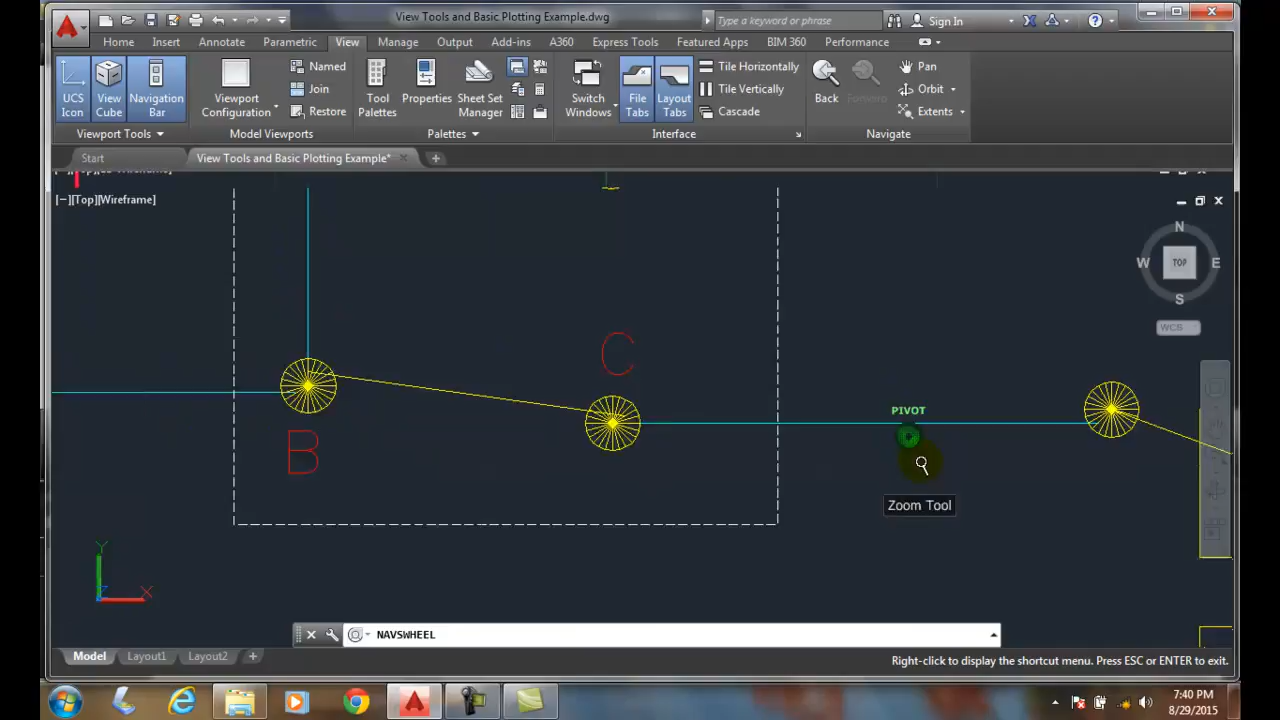 View Tools and Basic Plotting Example.dwg
Type a keyword or phrase
Sign In
Home Insert Annotate Parametric View Manage Output Add-ins A360 Express Tools Featured Apps BIM 360 Performance
UCS Icon
View Cube
Navigation Bar
Viewport Tools
Viewport Configuration
Named
Join
Restore
Model Viewports
Tool Palettes
Properties
Sheet Set Manager
Palettes
Switch Windows
File Tabs
Layout Tabs
Tile Horizontally
Tile Vertically
Cascade
Interface
Back
Forward
Pan
Orbit
Extents
Navigate
Start
View Tools and Basic Plotting Example*
[−][Top][Wireframe]
N
W TOP E
S
WCS
C
PIVOT
B
Zoom Tool
Y
Z X
NAVSWHEEL
Model Layout1 Layout2
Right-click to display the shortcut menu. Press ESC or ENTER to exit.
7:40 PM
8/29/2015